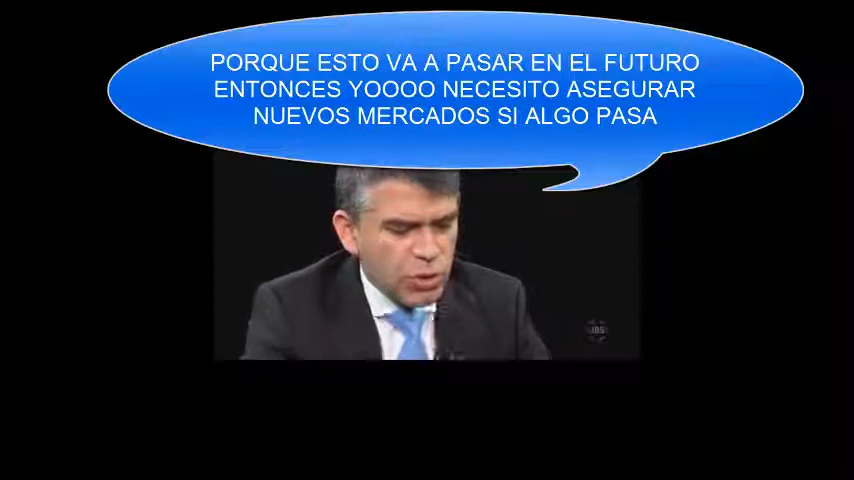 PORQUE ESTO VA A PASAR EN EL FUTURO
ENTONCES YOOOO NECESITO ASEGURAR
NUEVOS MERCADOS SI ALGO PASA